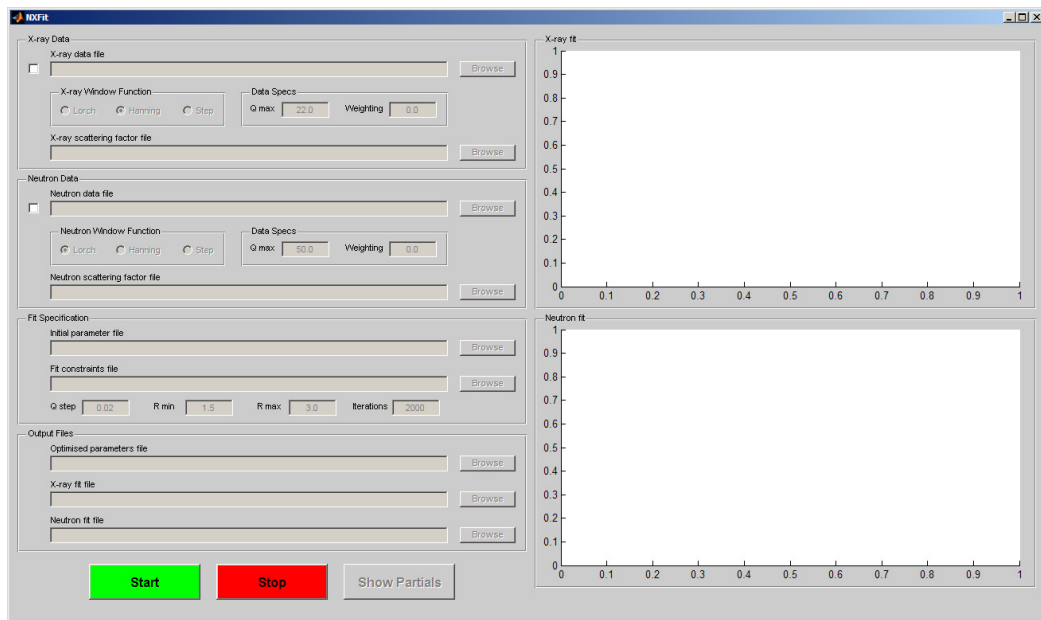 NXFit
X-ray Data
X-ray data file
Browse
X-ray Window Function
Lorch Hanning Step
Data Specs
Q max 22.0 Weighting 0.0
X-ray scattering factor file
Browse
Neutron Data
Neutron data file
Browse
Neutron Window Function
Lorch Hanning Step
Data Specs
Q max 50.0 Weighting 0.0
Neutron scattering factor file
Browse
Fit Specification
Initial parameter file
Browse
Fit constraints file
Browse
Q step 0.02 R min 1.5 R max 3.0 Iterations 2000
Output Files
Optimised parameters file
Browse
X-ray fit file
Browse
Neutron fit file
Browse
Start Stop Show Partials
X-ray fit
1
0.9
0.8
0.7
0.6
0.5
0.4
0.3
0.2
0.1
0
0 0.1 0.2 0.3 0.4 0.5 0.6 0.7 0.8 0.9 1
Neutron fit
1
0.9
0.8
0.7
0.6
0.5
0.4
0.3
0.2
0.1
0
0 0.1 0.2 0.3 0.4 0.5 0.6 0.7 0.8 0.9 1